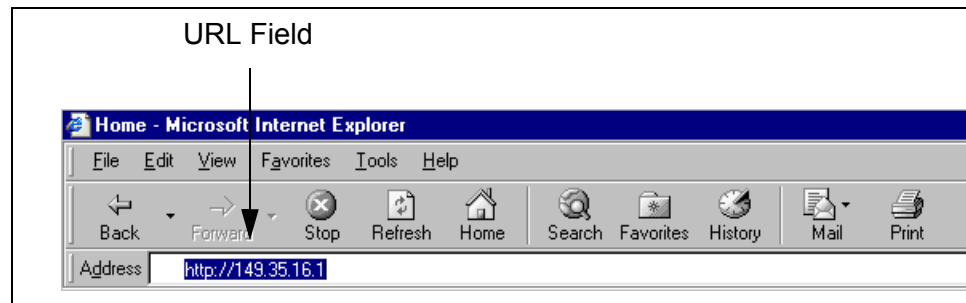 URL Field
Home - Microsoft Internet Explorer
File Edit View Favorites Tools Help
Back Forward Stop Refresh Home Search Favorites History Mail Print
Address http://149.35.16.1